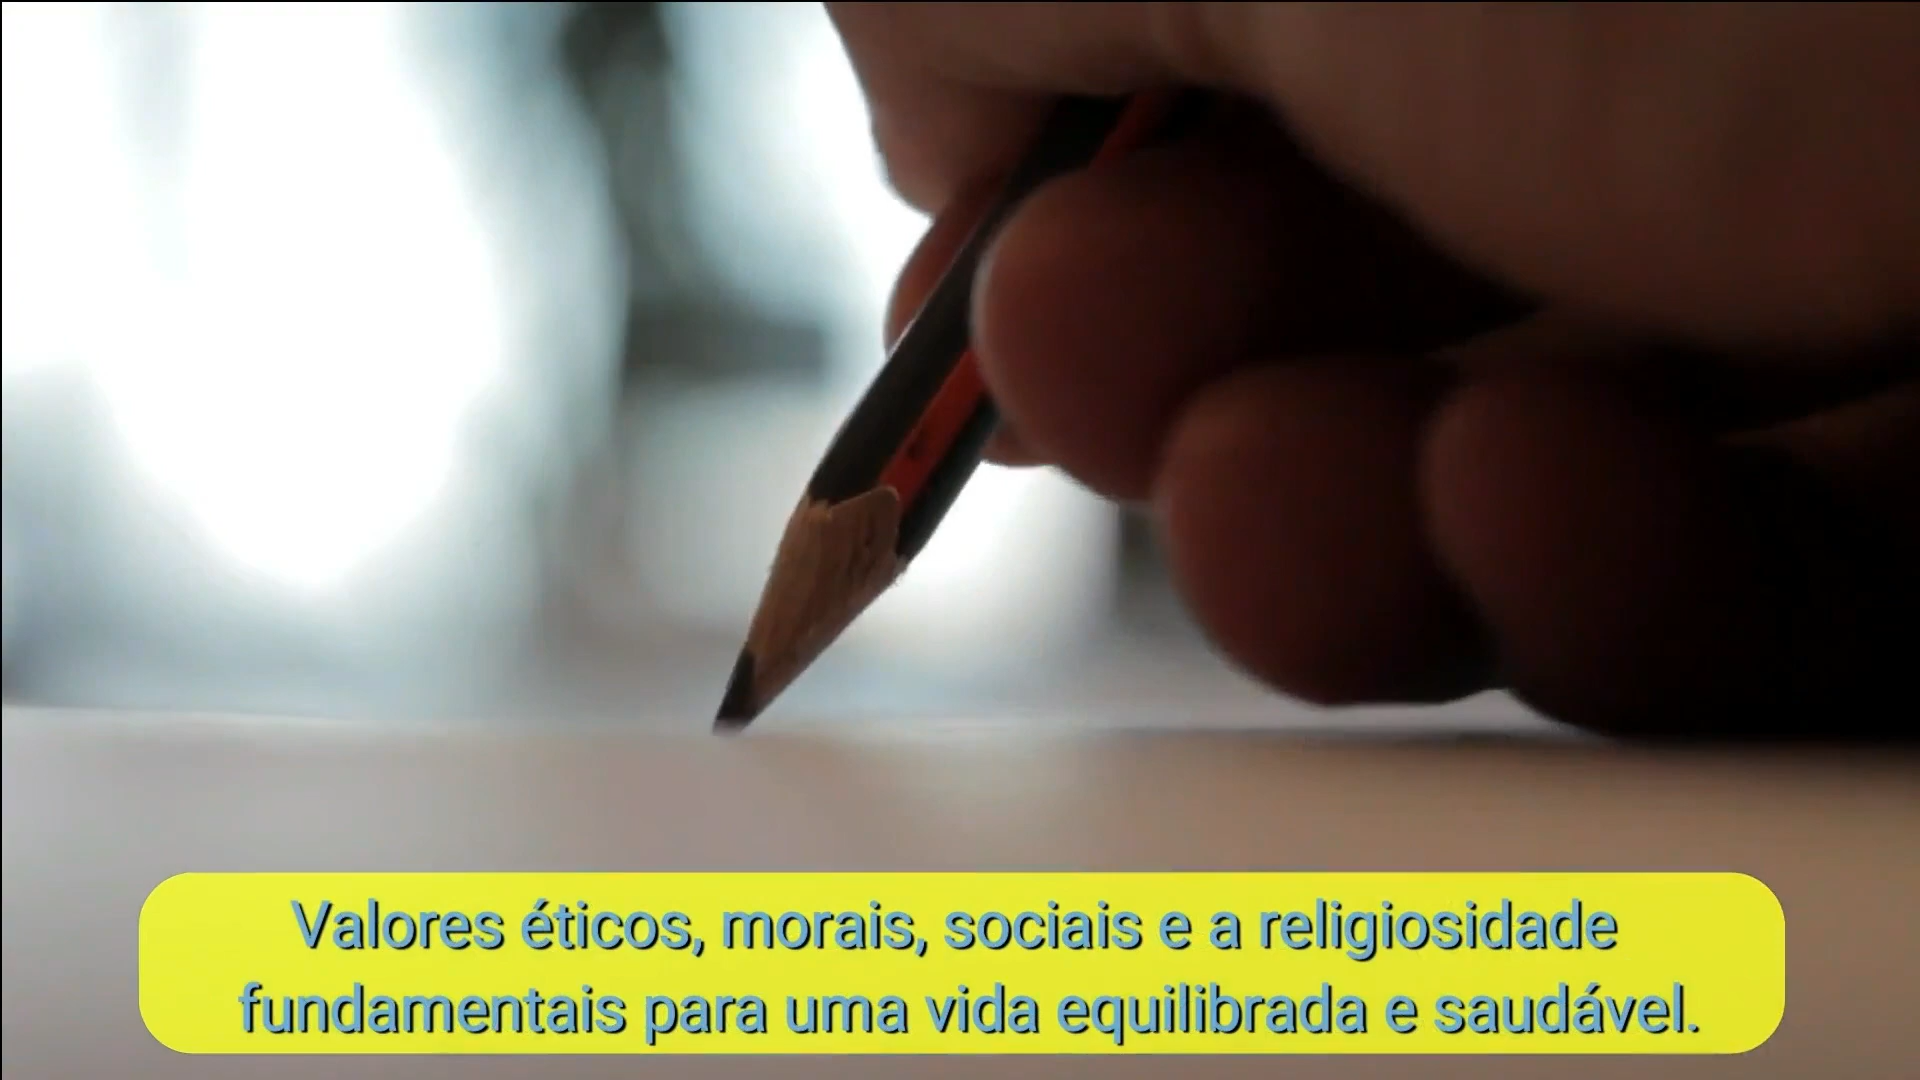 Valores éticos, morais, sociais e a religiosidade
fundamentais para uma vida equilibrada e saudável.